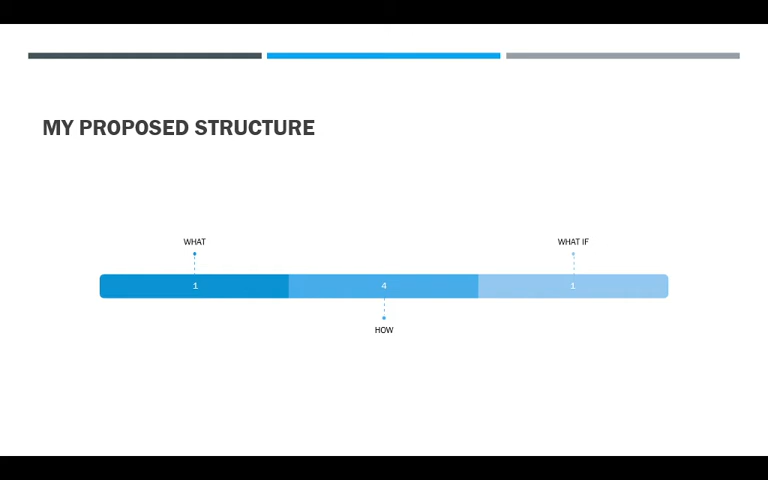 MY PROPOSED STRUCTURE
WHAT
WHAT IF
1
4
1
HOW